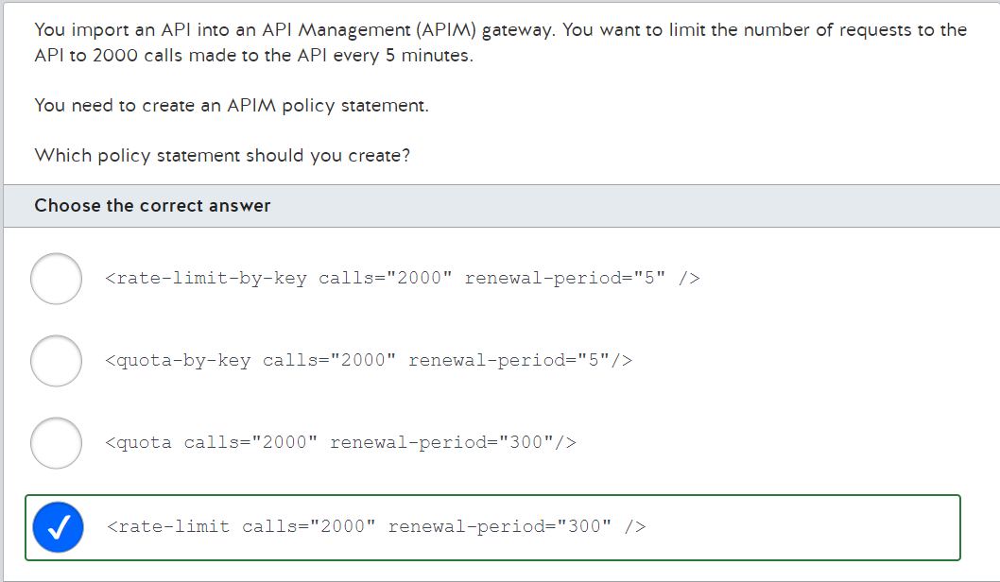 You import an API into an API Management (APIM) gateway. You want to limit the number of requests to the
API to 2000 calls made to the API every 5 minutes.
You need to create an APIM policy statement.
Which policy statement should you create?
Choose the correct answer
<rate-limit-by-key calls="2000" renewal-period="5" />
<quota-by-key calls="2000" renewal-period="5"/>
<quota calls="2000" renewal-period="300"/>
<rate-limit calls="2000" renewal-period="300" />